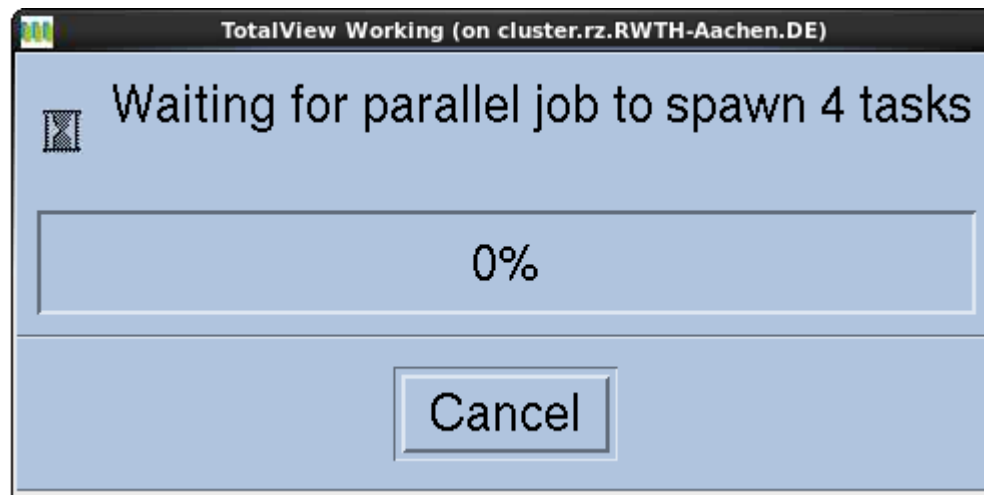 TotalView Working (on cluster.rz.RWTH-Aachen.DE)
Waiting for parallel job to spawn 4 tasks
0%
Cancel